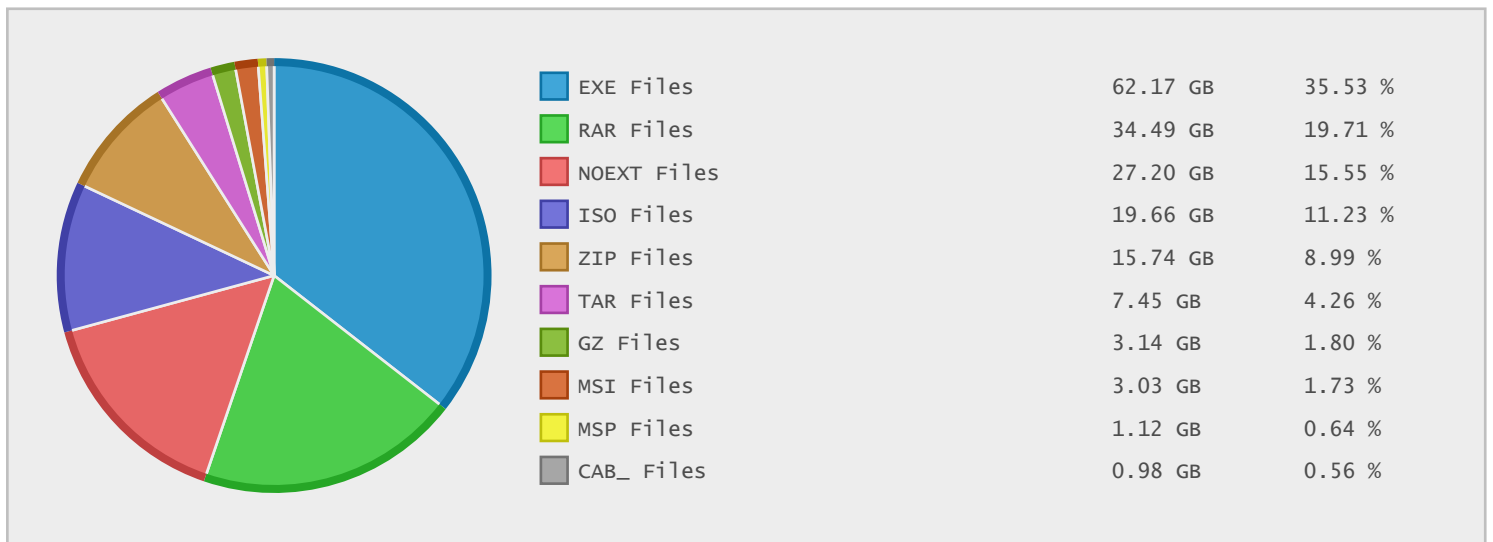 EXE Files 62.17 GB 35.53 %
RAR Files 34.49 GB 19.71 %
NOEXT Files 27.20 GB 15.55 %
ISO Files 19.66 GB 11.23 %
ZIP Files 15.74 GB 8.99 %
TAR Files 7.45 GB 4.26 %
GZ Files 3.14 GB 1.80 %
MSI Files 3.03 GB 1.73 %
MSP Files 1.12 GB 0.64 %
CAB_ Files 0.98 GB 0.56 %